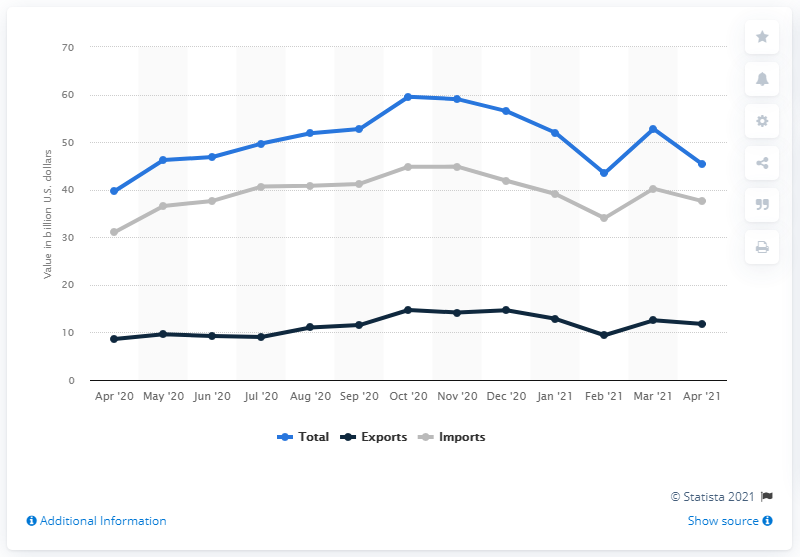 70
60
50
40
30
20
10
0
Value in billion U.S. dollars
Apr '20 May '20 Jun '20 Jul '20 Aug '20 Sep '20 Oct '20 Nov '20 Dec '20 Jan '21 Feb '21 Mar '21 Apr '21
Total Exports Imports
© Statista 2021
Additional Information Show source